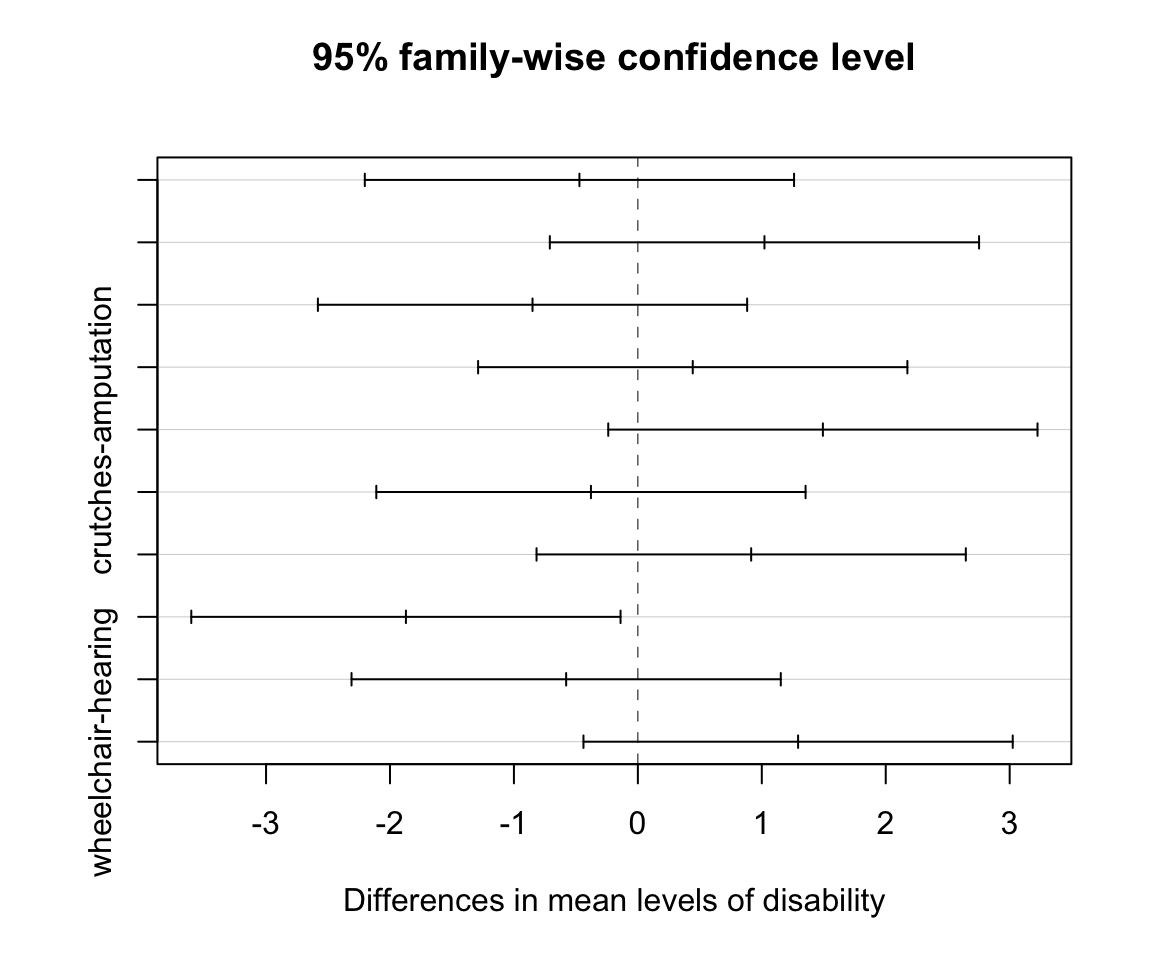 95% family-wise confidence level
crutches-amputation
wheelchair-hearing
-3 -2 -1 0 1 2 3
Differences in mean levels of disability